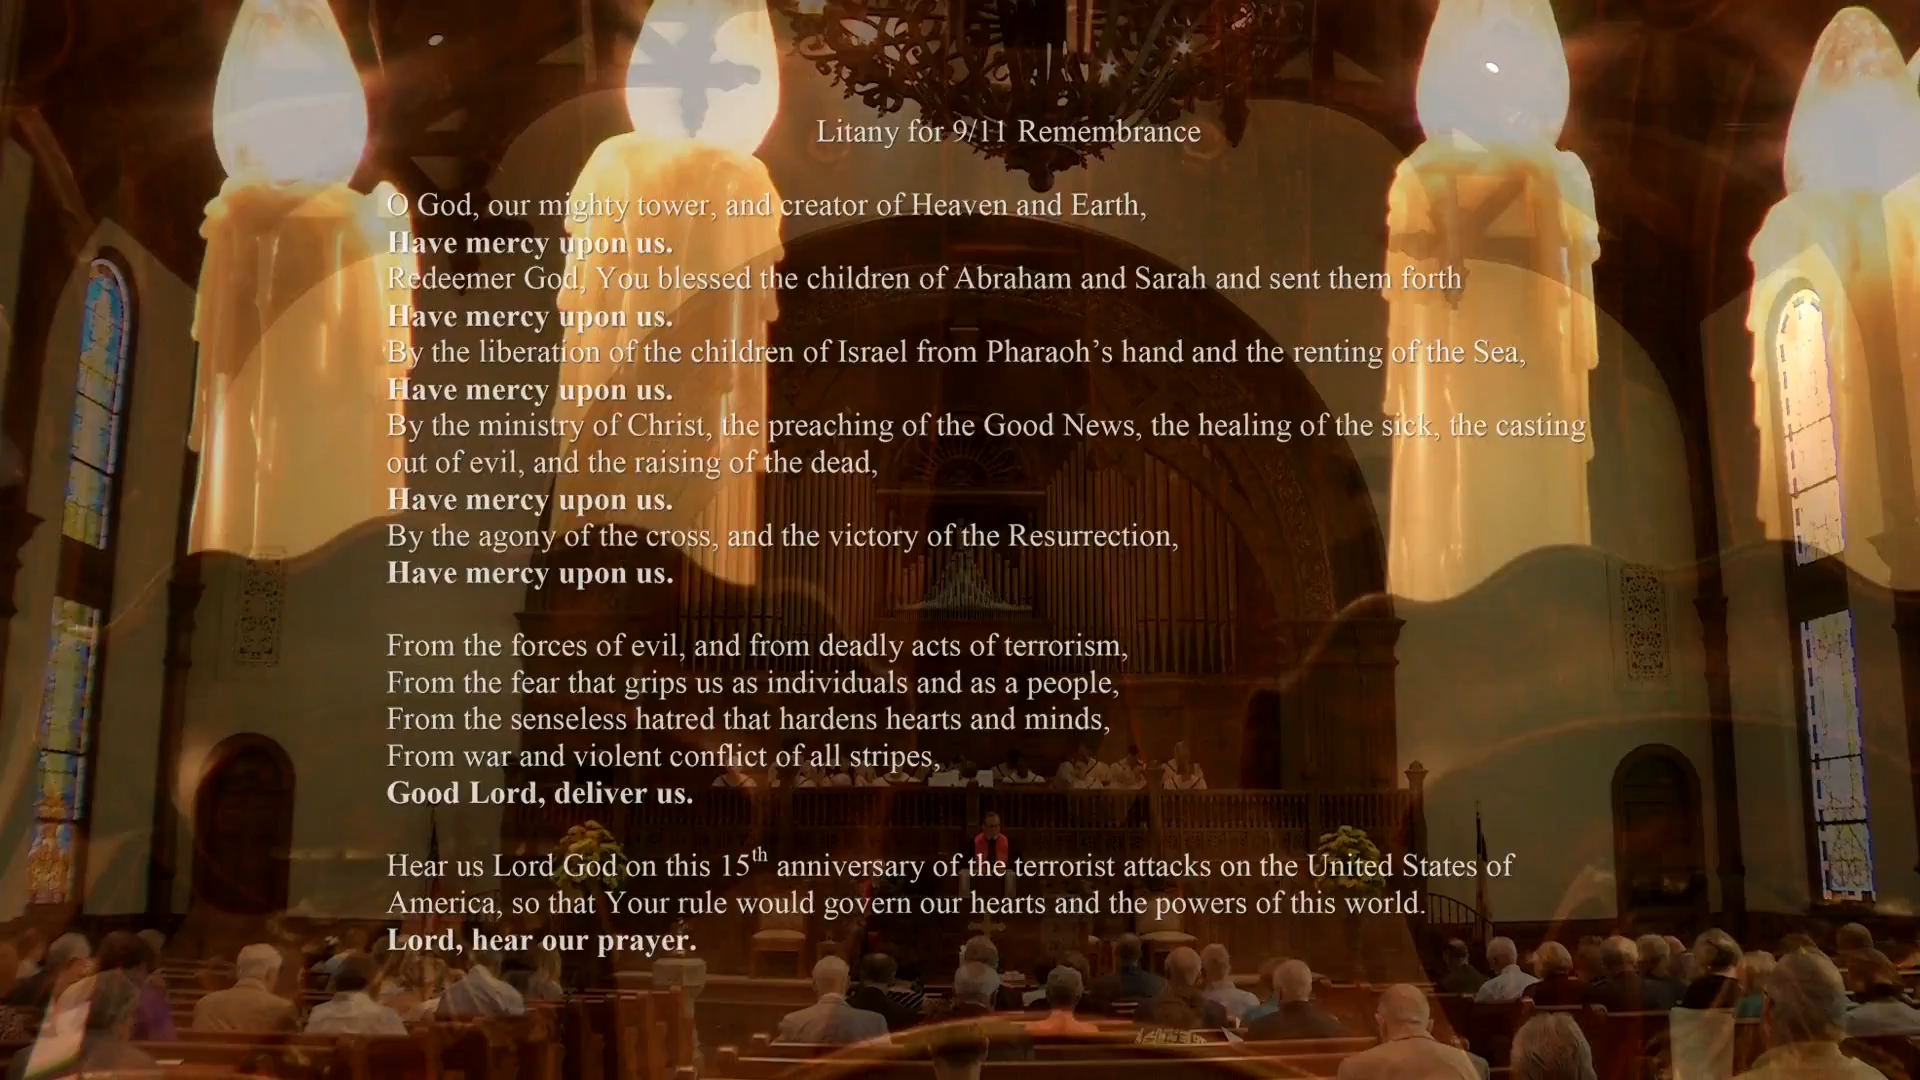 Litany for 9/11 Remembrance
O God, our mighty tower, and creator of Heaven and Earth,
Have mercy upon us.
Redeemer God, You blessed the children of Abraham and Sarah and sent them forth
Have mercy upon us.
By the liberation of the children of Israel from Pharaoh’s hand and the renting of the Sea,
Have mercy upon us.
By the ministry of Christ, the preaching of the Good News, the healing of the sick, the casting
out of evil, and the raising of the dead,
Have mercy upon us.
By the agony of the cross, and the victory of the Resurrection,
Have mercy upon us.
From the forces of evil, and from deadly acts of terrorism,
From the fear that grips us as individuals and as a people,
From the senseless hatred that hardens hearts and minds,
From war and violent conflict of all stripes,
Good Lord, deliver us.
Hear us Lord God on this 15th anniversary of the terrorist attacks on the United States of
America, so that Your rule would govern our hearts and the powers of this world.
Lord, hear our prayer.